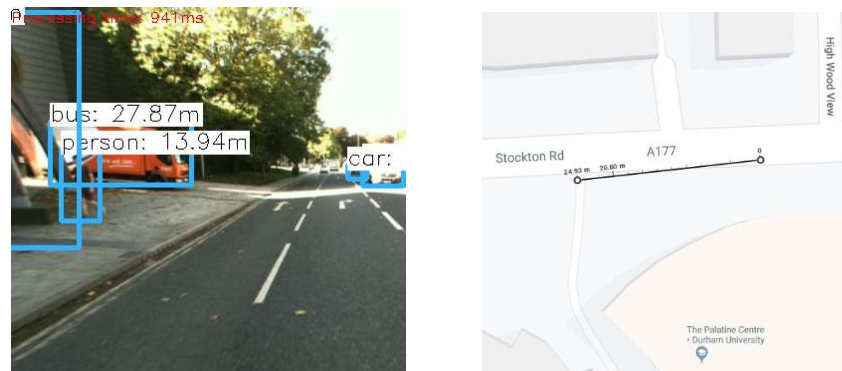 Processing time: 941ms
bus: 27.87m
person: 13.94m
car:
High Wood View
Stockton Rd
A177
24.93 m
20.00 m
0
The Palatine Centre
• Durham University